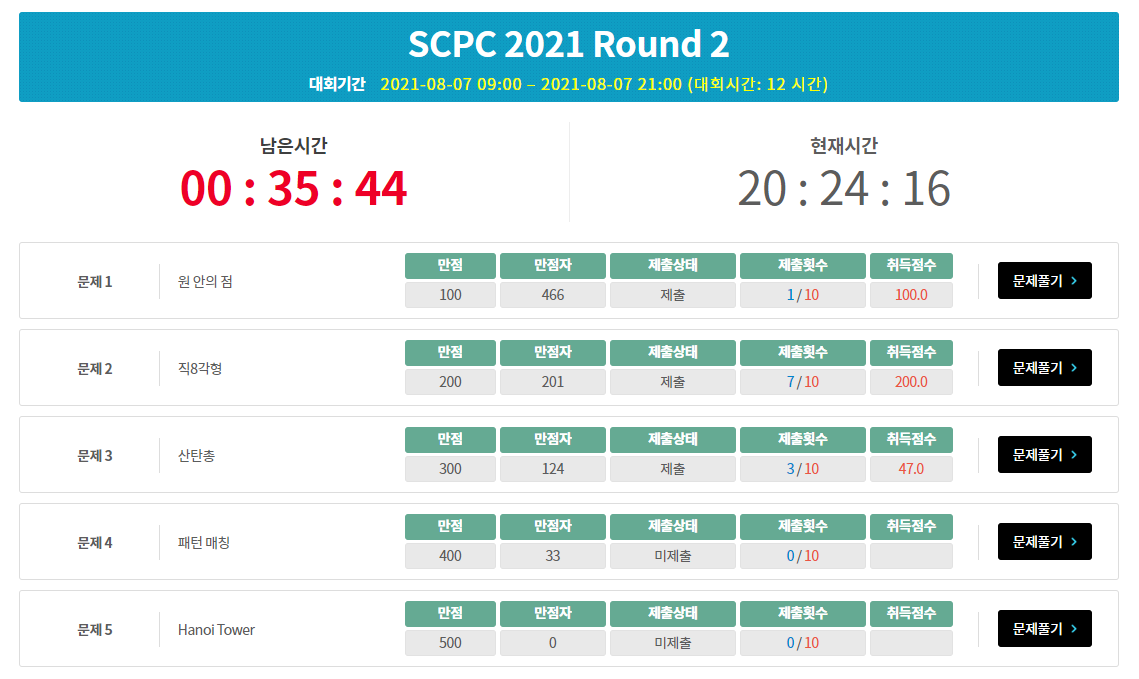 SCPC 2021 Round 2
대회기간 2021-08-07 09:00 – 2021-08-07 21:00 (대회시간: 12 시간)
남은시간 현재시간
00 : 35 : 44 20 : 24 : 16
만점 만점자 제출상태 제출횟수 취득점수
문제 1 원 안의 점 문제풀기 >
100 466 제출 1 / 10 100.0
만점 만점자 제출상태 제출횟수 취득점수
문제 2 직8각형 문제풀기 >
200 201 제출 7 / 10 200.0
만점 만점자 제출상태 제출횟수 취득점수
문제 3 산탄총 문제풀기 >
300 124 제출 3 / 10 47.0
만점 만점자 제출상태 제출횟수 취득점수
문제 4 패턴 매칭 문제풀기 >
400 33 미제출 0 / 10
만점 만점자 제출상태 제출횟수 취득점수
문제 5 Hanoi Tower 문제풀기 >
500 0 미제출 0 / 10